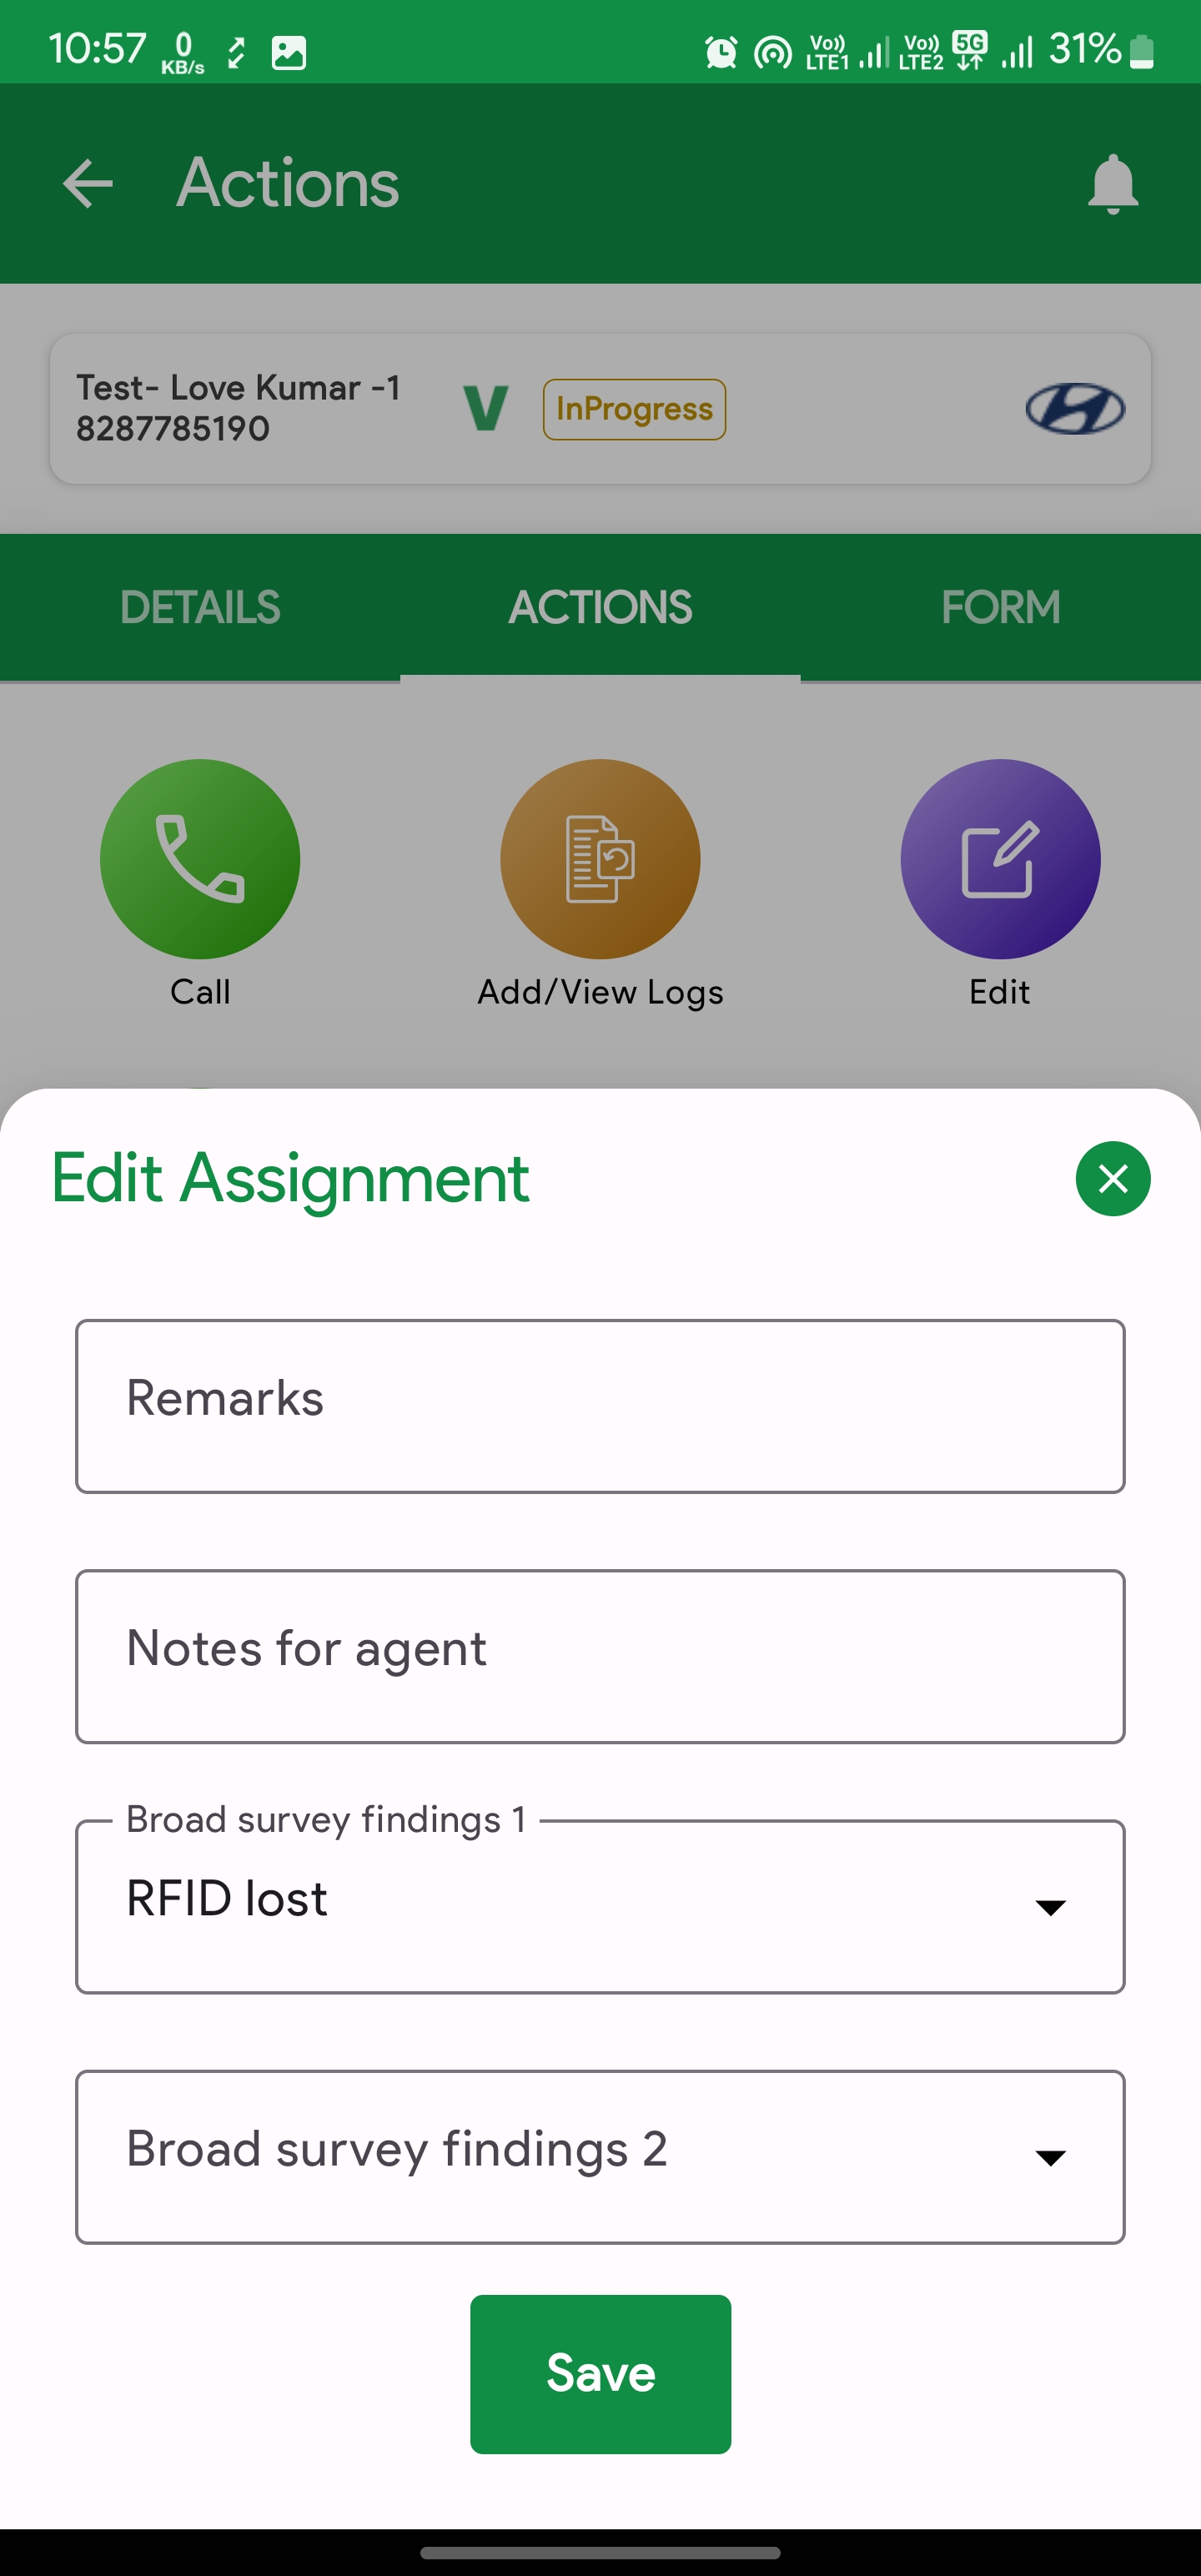 10:57 0 KB/s Vo)) LTE1 Vo)) LTE2 5G 31%
Actions
Test- Love Kumar -1
8287785190
V InProgress
DETAILS ACTIONS FORM
Call Add/View Logs Edit
Edit Assignment
Remarks
Notes for agent
Broad survey findings 1
RFID lost
Broad survey findings 2
Save